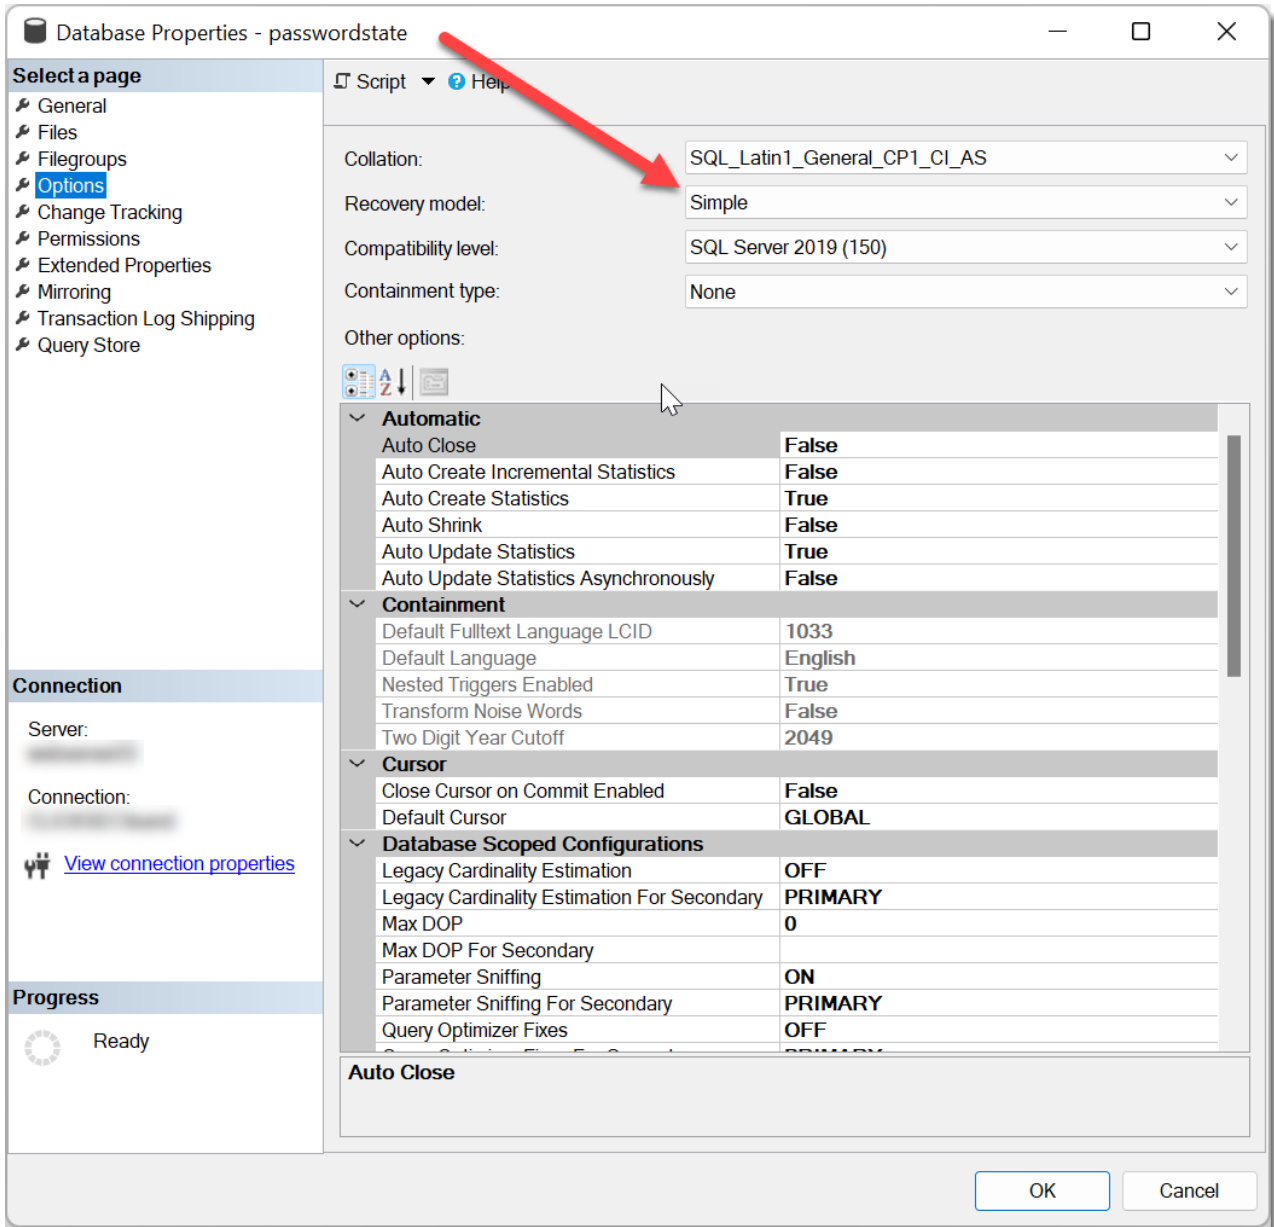 Database Properties - passwordstate
Select a page
General
Files
Filegroups
Options
Change Tracking
Permissions
Extended Properties
Mirroring
Transaction Log Shipping
Query Store
Connection
Server:
Connection:
View connection properties
Progress
Ready
Script Help
Collation: SQL_Latin1_General_CP1_CI_AS
Recovery model: Simple
Compatibility level: SQL Server 2019 (150)
Containment type: None
Other options:
Automatic
Auto Close False
Auto Create Incremental Statistics False
Auto Create Statistics True
Auto Shrink False
Auto Update Statistics True
Auto Update Statistics Asynchronously False
Containment
Default Fulltext Language LCID 1033
Default Language English
Nested Triggers Enabled True
Transform Noise Words False
Two Digit Year Cutoff 2049
Cursor
Close Cursor on Commit Enabled False
Default Cursor GLOBAL
Database Scoped Configurations
Legacy Cardinality Estimation OFF
Legacy Cardinality Estimation For Secondary PRIMARY
Max DOP 0
Max DOP For Secondary
Parameter Sniffing ON
Parameter Sniffing For Secondary PRIMARY
Query Optimizer Fixes OFF
Auto Close
OK Cancel